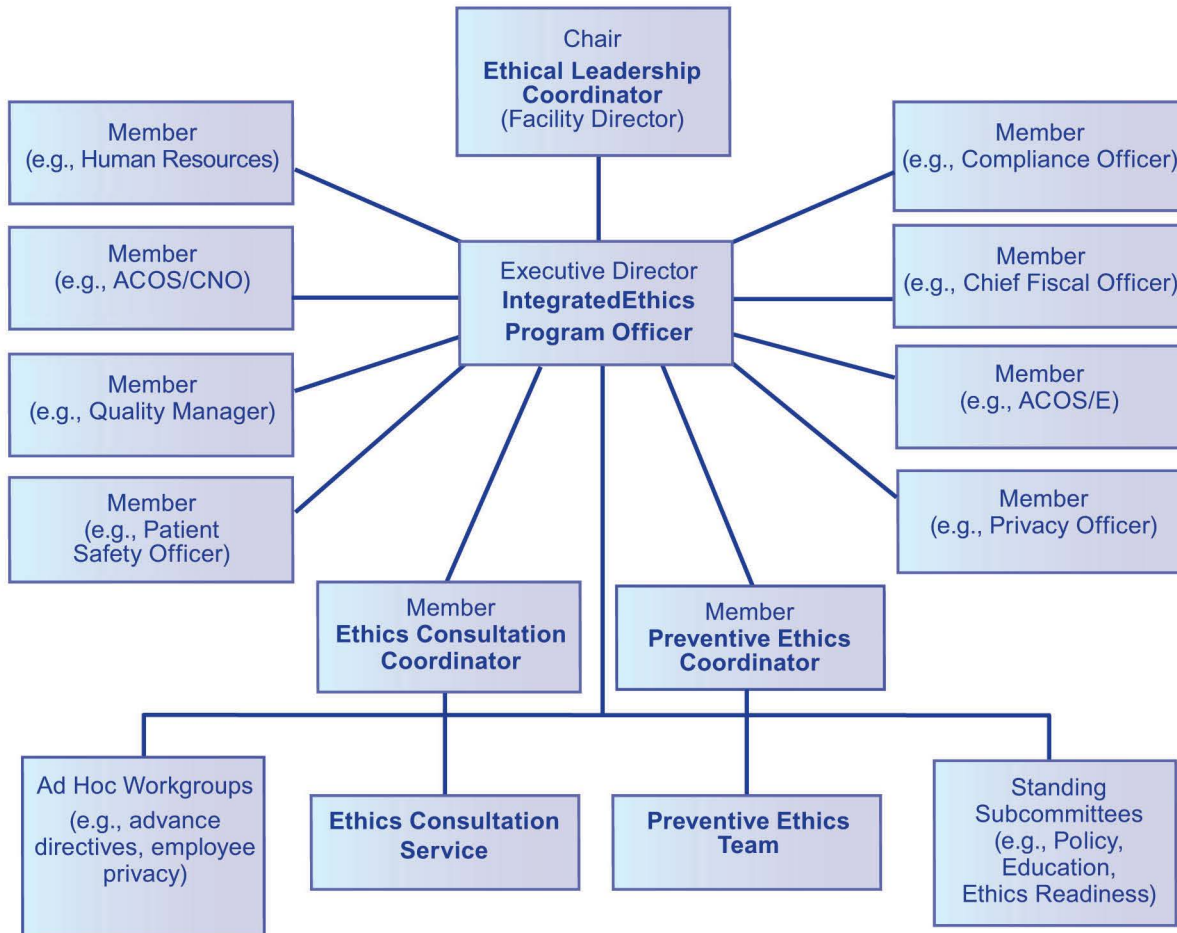 Chair
Ethical Leadership
Coordinator
(Facility Director)
Member
(e.g., Human Resources)
Member
(e.g., ACOS/CNO)
Member
(e.g., Quality Manager)
Member
(e.g., Patient
Safety Officer)
Executive Director
IntegratedEthics
Program Officer
Member
(e.g., Compliance Officer)
Member
(e.g., Chief Fiscal Officer)
Member
(e.g., ACOS/E)
Member
(e.g., Privacy Officer)
Member
Ethics Consultation
Coordinator
Member
Preventive Ethics
Coordinator
Ad Hoc Workgroups
(e.g., advance
directives, employee
privacy)
Ethics Consultation
Service
Preventive Ethics
Team
Standing
Subcommittees
(e.g., Policy,
Education,
Ethics Readiness)